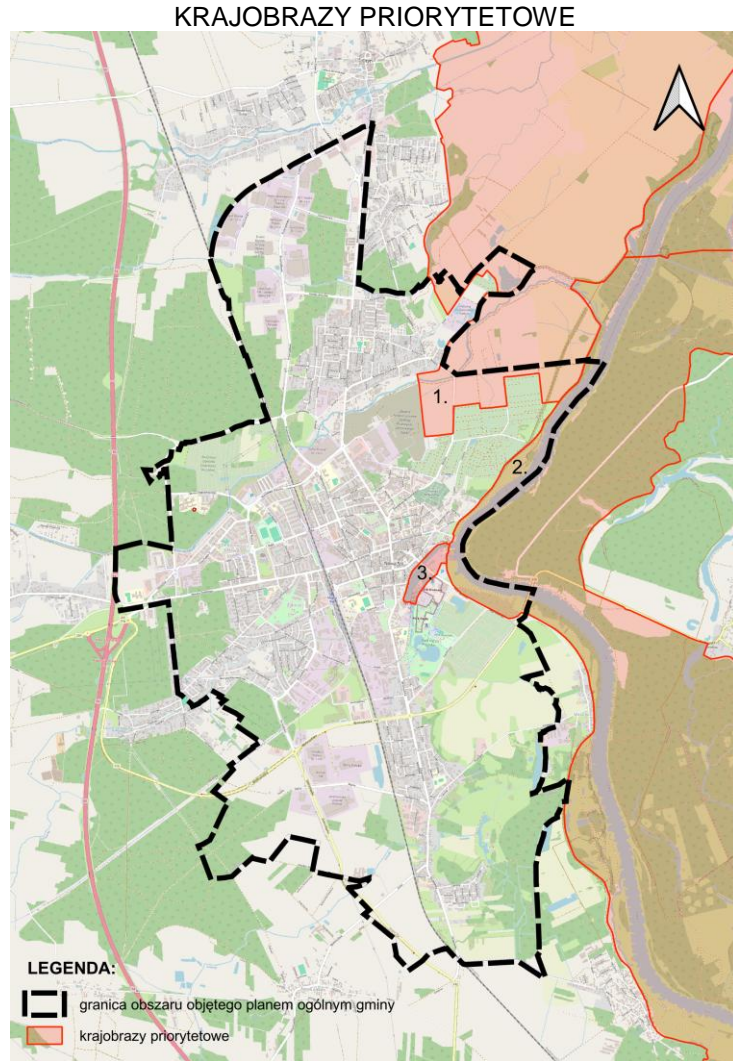 KRAJOBRAZY PRIORYTETOWE
1.
2.
3.
LEGENDA:
granica obszaru objętego planem ogólnym gminy
krajobrazy priorytetowe